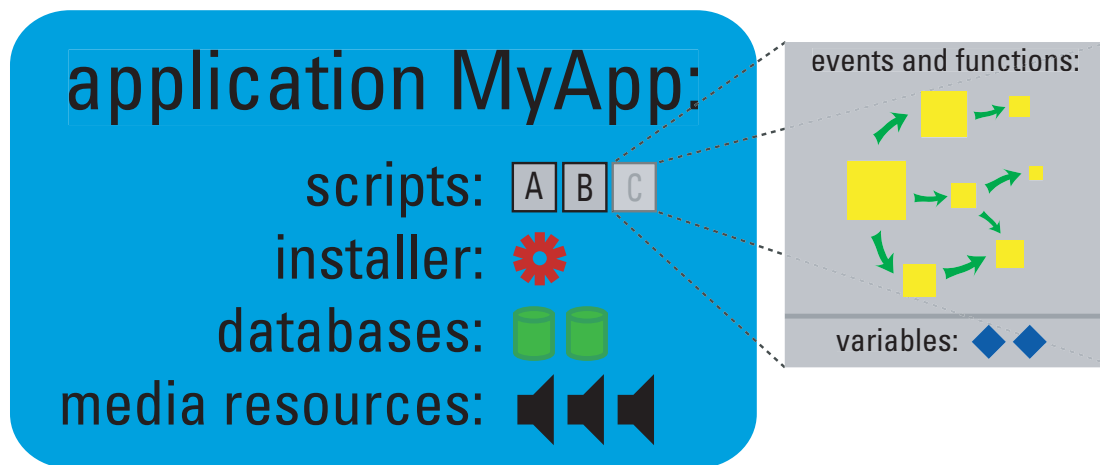 application MyApp:
scripts: A B C
installer:
databases:
media resources:
events and functions:
variables: